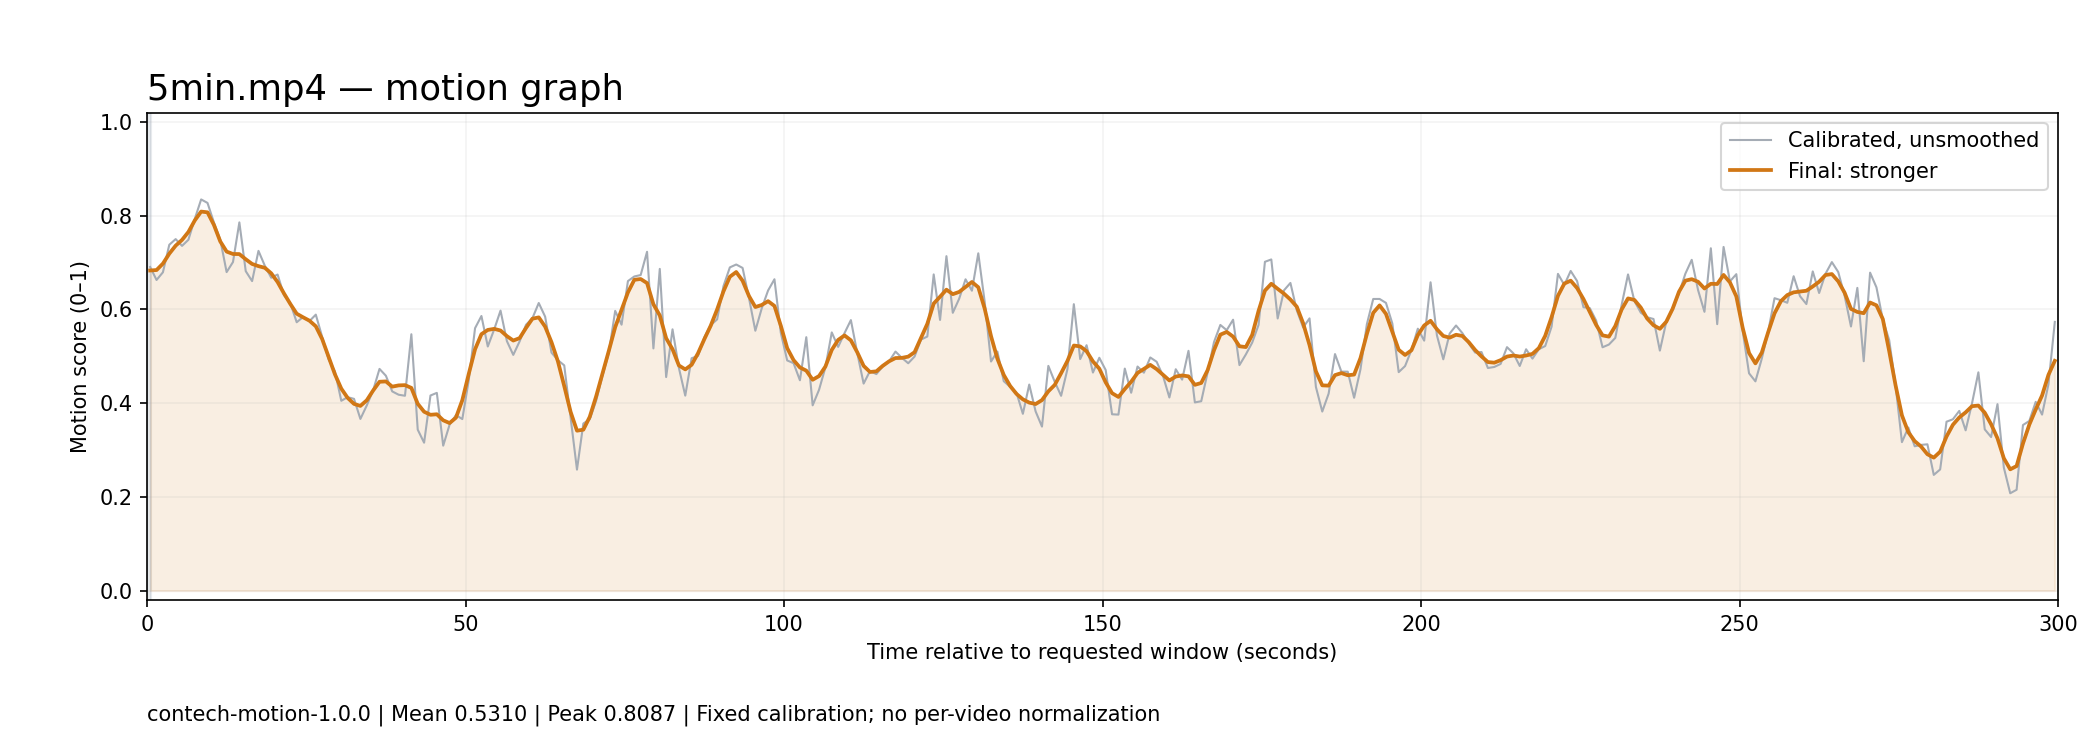 5min.mp4 — motion graph
1.0
0.8
0.6
0.4
0.2
0.0
Motion score (0–1)
Calibrated, unsmoothed
Final: stronger
0 50 100 150 200 250 300
Time relative to requested window (seconds)
contech-motion-1.0.0 | Mean 0.5310 | Peak 0.8087 | Fixed calibration; no per-video normalization